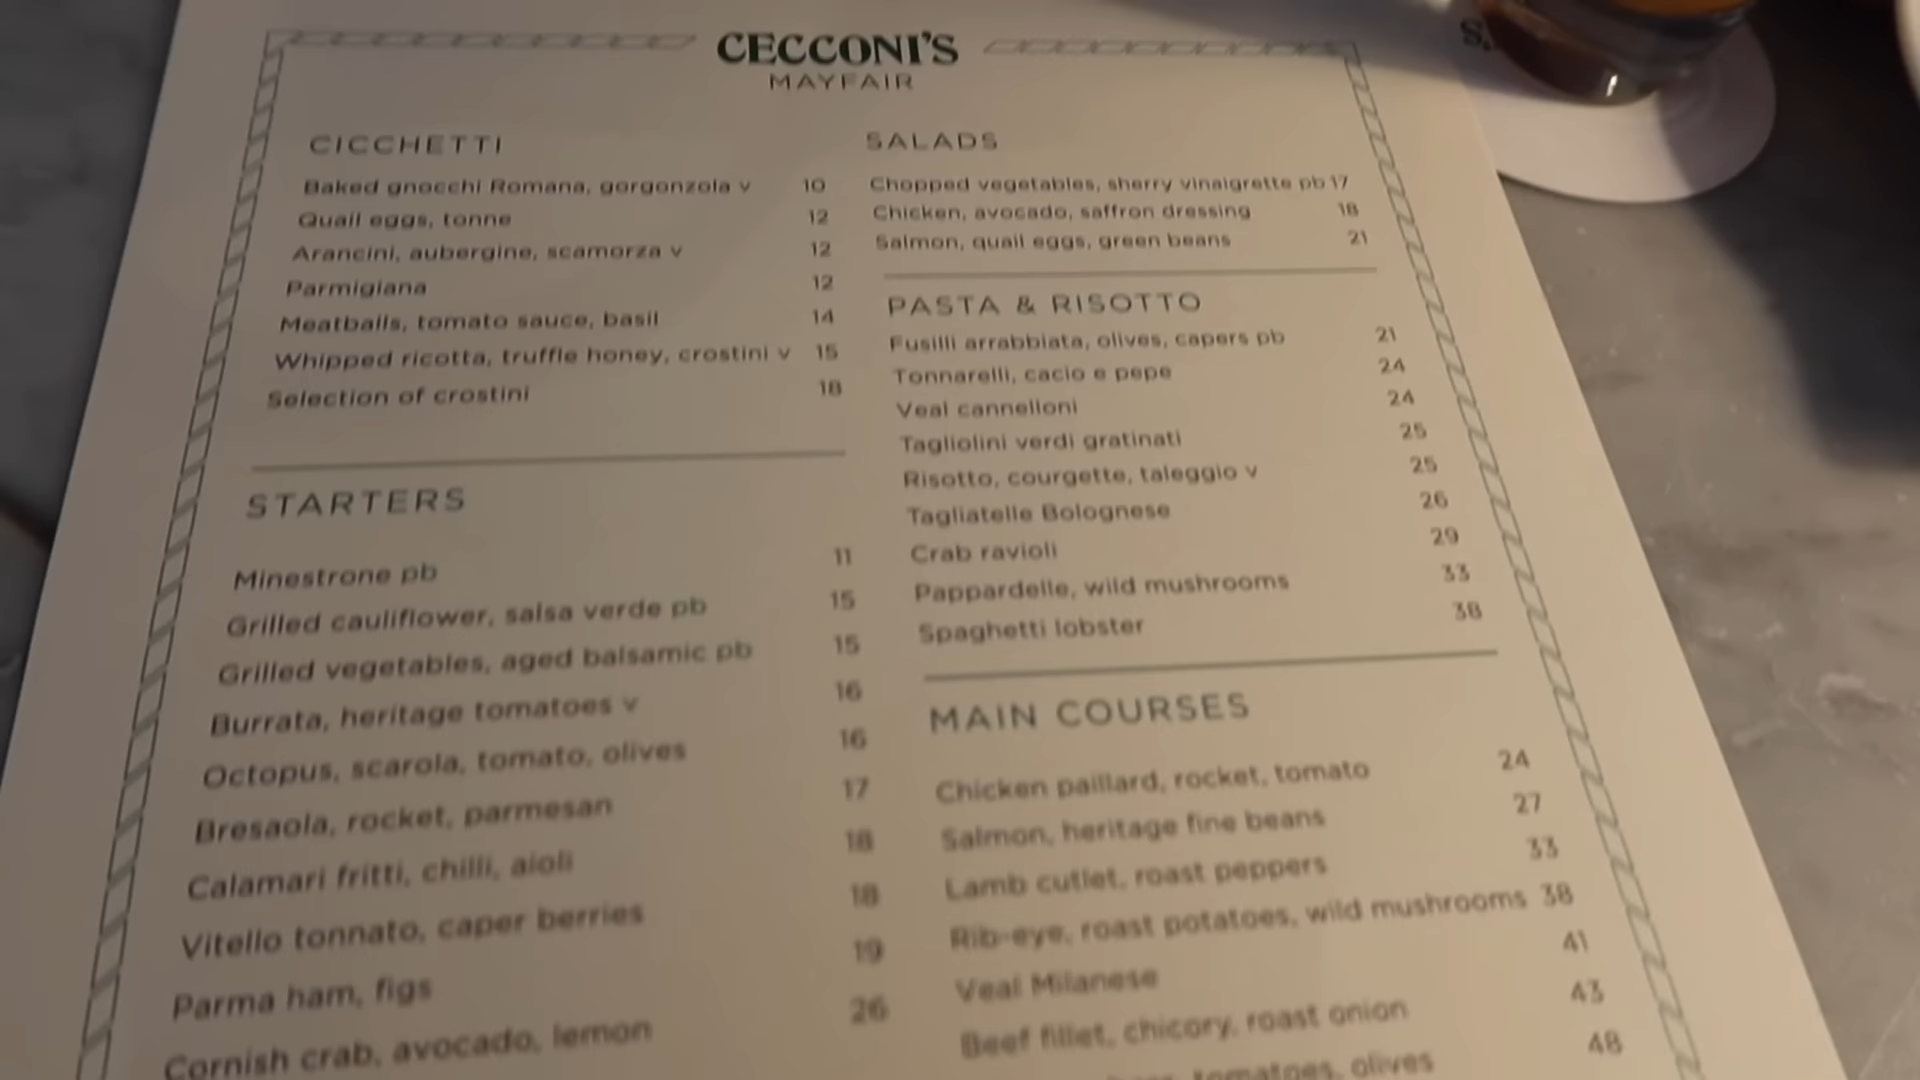 CECCONI'S
MAYFAIR
CICCHETTI
Baked gnocchi Romana, gorgonzola v 10
Quail eggs, tonne 12
Arancini, aubergine, scamorza v 12
Parmigiana 12
Meatballs, tomato sauce, basil 14
Whipped ricotta, truffle honey, crostini v 15
Selection of crostini 18
STARTERS
Minestrone pb 11
Grilled cauliflower, salsa verde pb 15
Grilled vegetables, aged balsamic pb 15
Burrata, heritage tomatoes v 16
Octopus, scarola, tomato, olives 16
Bresaola, rocket, parmesan 17
Calamari fritti, chilli, aioli 18
Vitello tonnato, caper berries 18
Parma ham, figs 19
Cornish crab, avocado, lemon 26
SALADS
Chopped vegetables, sherry vinaigrette pb 17
Chicken, avocado, saffron dressing 18
Salmon, quail eggs, green beans 21
PASTA & RISOTTO
Fusilli arrabbiata, olives, capers pb 21
Tonnarelli, cacio e pepe 24
Veal cannelloni 24
Tagliolini verdi gratinati 25
Risotto, courgette, taleggio v 25
Tagliatelle Bolognese 26
Crab ravioli 29
Pappardelle, wild mushrooms 33
Spaghetti lobster 38
MAIN COURSES
Chicken paillard, rocket, tomato 24
Salmon, heritage fine beans 27
Lamb cutlet, roast peppers 33
Rib-eye, roast potatoes, wild mushrooms 38
Veal Milanese 41
Beef fillet, chicory, roast onion 43
tomatoes, olives 48